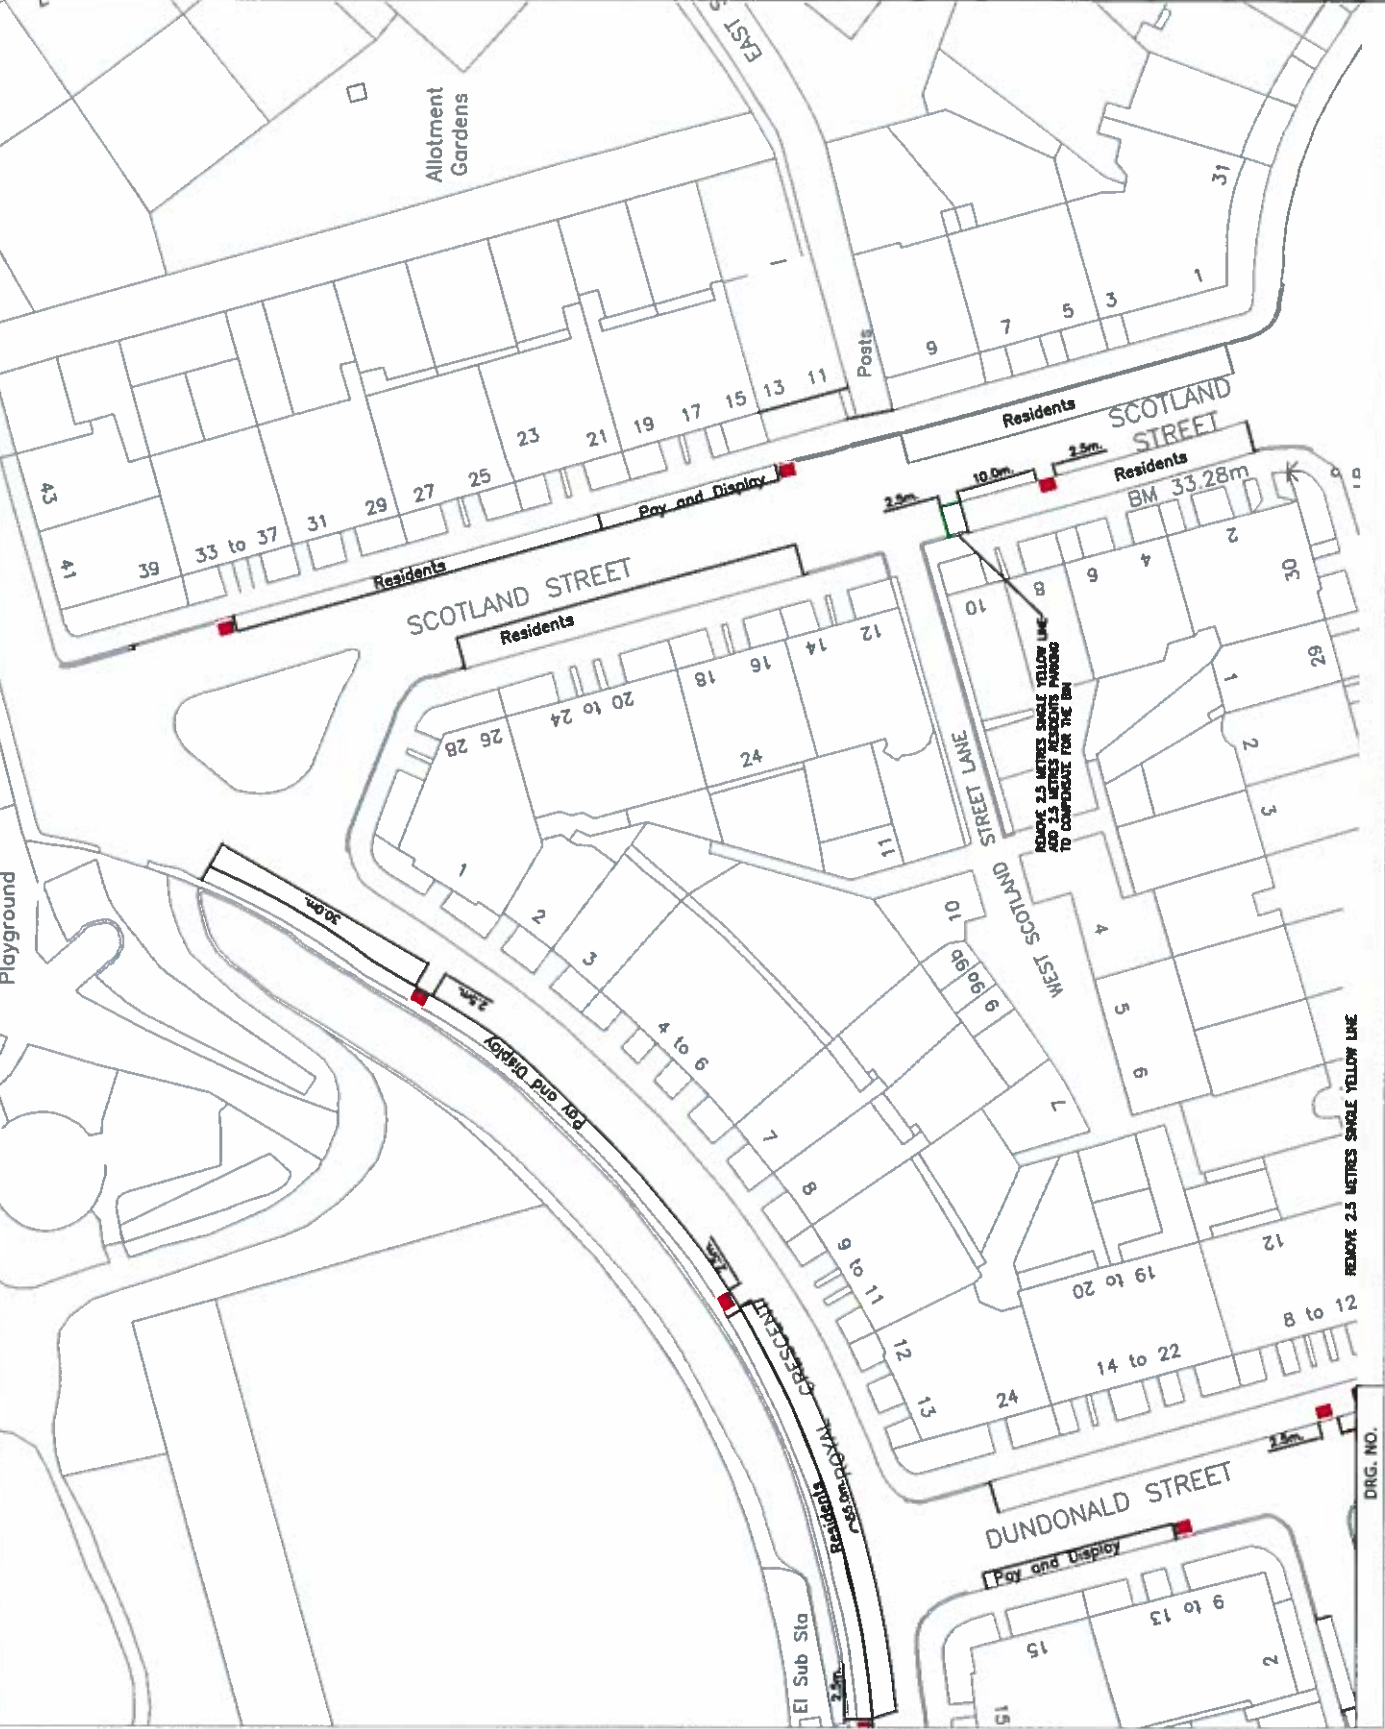 EAST S
Allotment
Gardens
31
1
Posts
9
7
5
3
1
13
11
15
17
19
21
23
25
27
29
31
33 to 37
39
41
43
Residents
SCOTLAND
STREET
Residents
2.5m.
10.0m.
2.5m.
BM 33.28m
Pay and Display
Residents
SCOTLAND STREET
Residents
2
4
6
8
10
30
29
12
14
16
18
20 to 24
26
28
24
11
1
2
3
REMOVE 2.5 METRES SINGLE YELLOW LINE
ADD 2.5 METRES RESIDENTS PARKING
TO COMPENSATE FOR THE BIN
WEST SCOTLAND STREET LANE
Playground
30.0m.
2.5m.
Pay and Display
1
2
3
4 to 6
7
8
9 to 11
12
13
10
9b
9a
9
7
4
5
6
2.5m.
ROYAL CRESCENT
Residents
55.0m.
19 to 20
12
14 to 22
8 to 12
24
REMOVE 2.5 METRES SINGLE YELLOW LINE
2.5m.
DUNDONALD STREET
Pay and Display
9 to 13
15
2
15
El Sub Sta
2.5m.
DRG. NO.